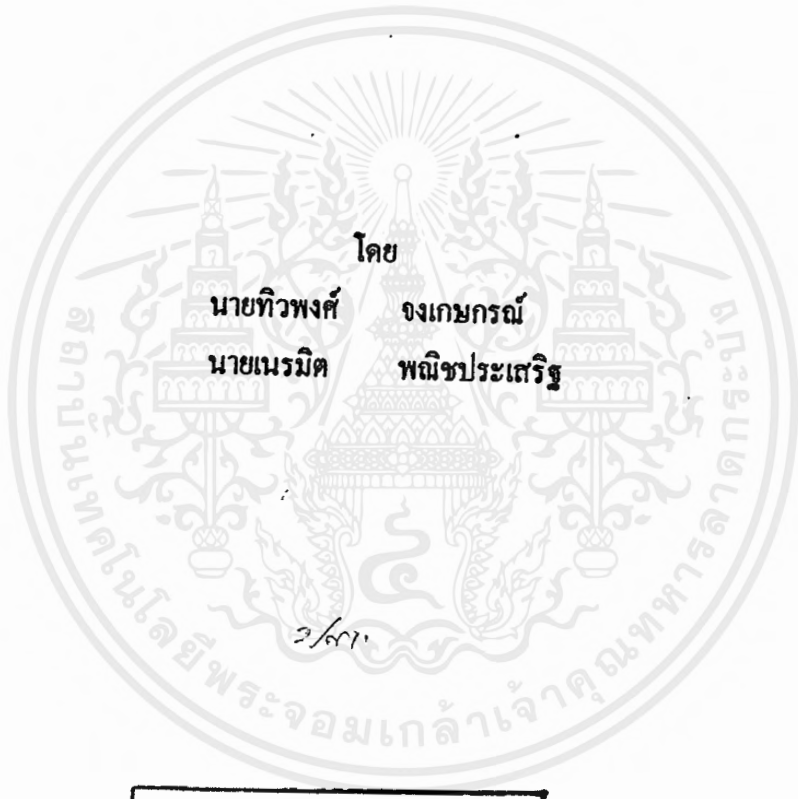 โดย
นายทิวพงศ์ จงเกษกรณ์
นายเนรมิต พณิชประเสริฐ
สถาบันเทคโนโลยีพระจอมเกล้าเจ้าคุณทหารลาดกระบัง